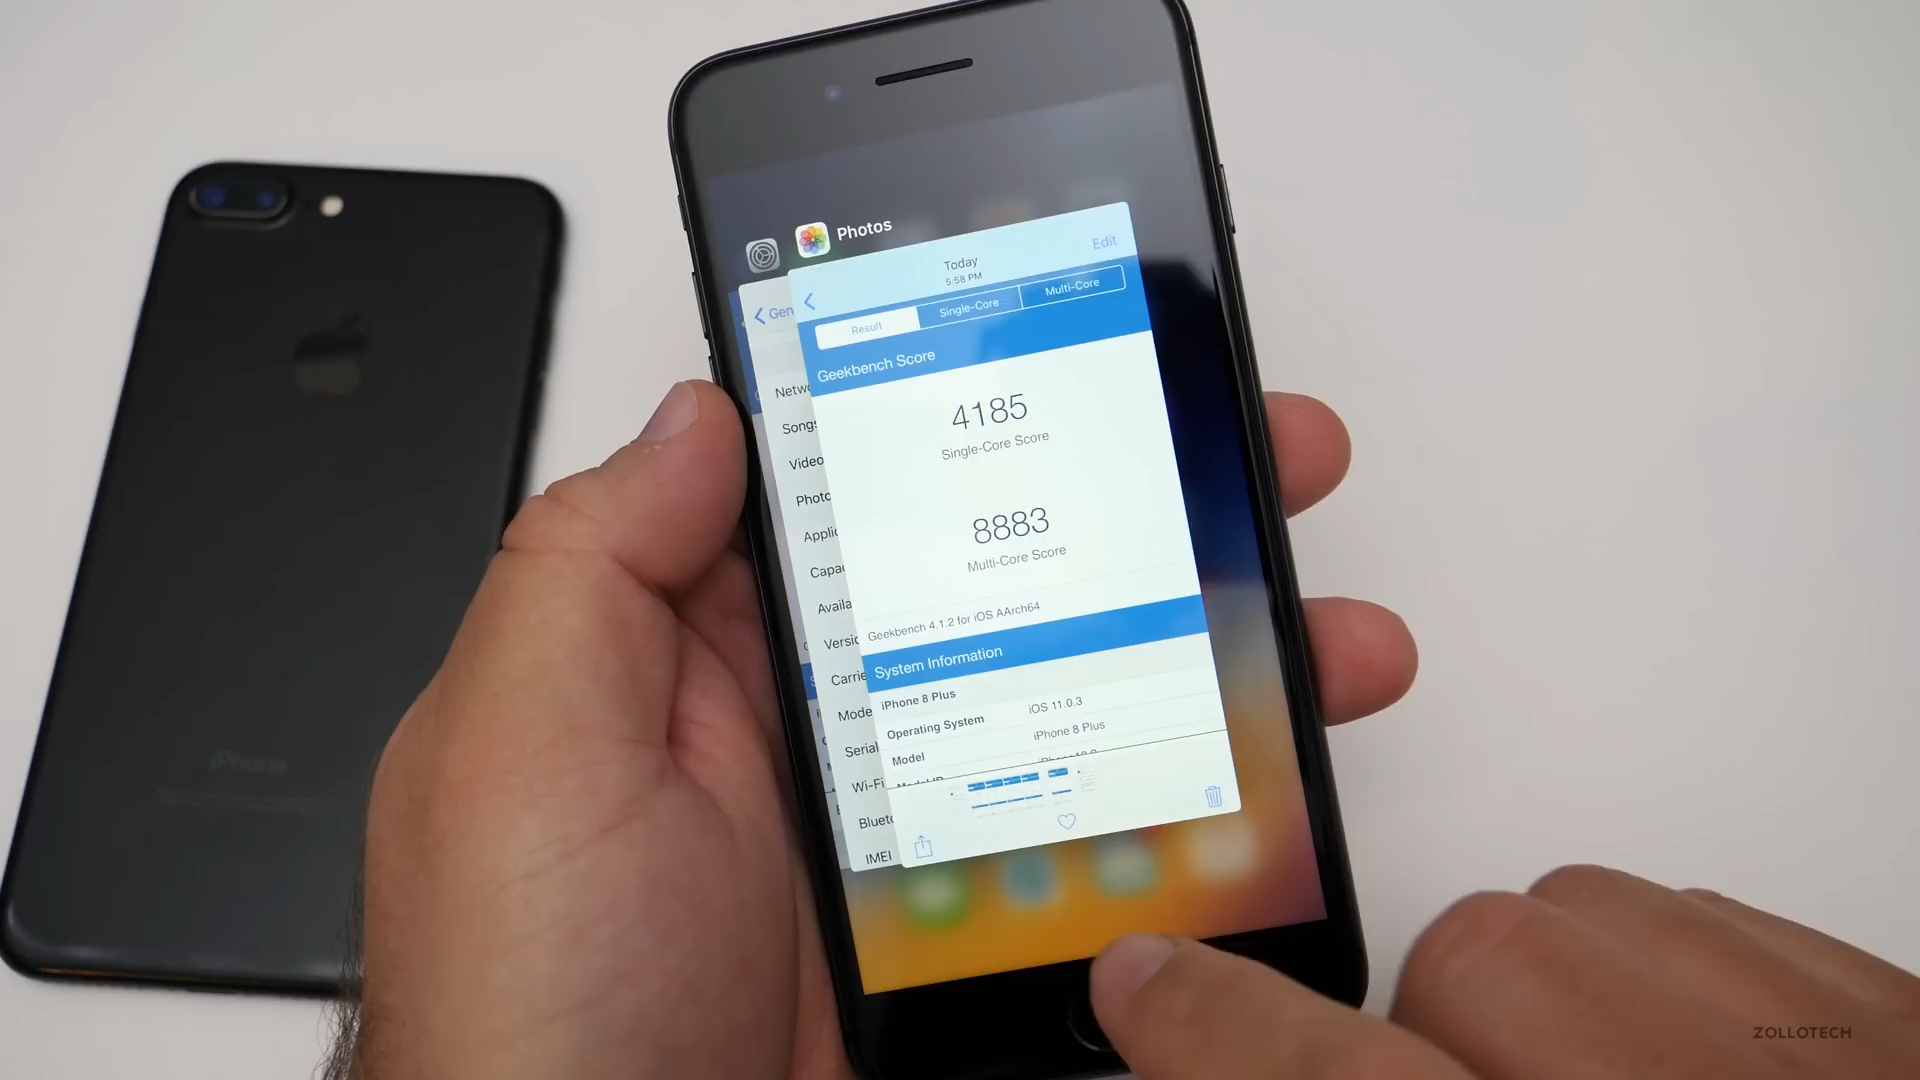 Photos
Today
5:58 PM
Edit
Gen
Result
Single-Core
Multi-Core
Geekbench Score
4185
Single-Core Score
8883
Multi-Core Score
Geekbench 4.1.2 for iOS AArch64
System Information
iPhone 8 Plus
Operating System iOS 11.0.3
Model iPhone 8 Plus
Netwo
Songs
Video
Photo
Applic
Capac
Availa
Versio
Carrie
Mode
Serial
Wi-Fi
Blueto
IMEI
iPhone
ZOLLOTECH